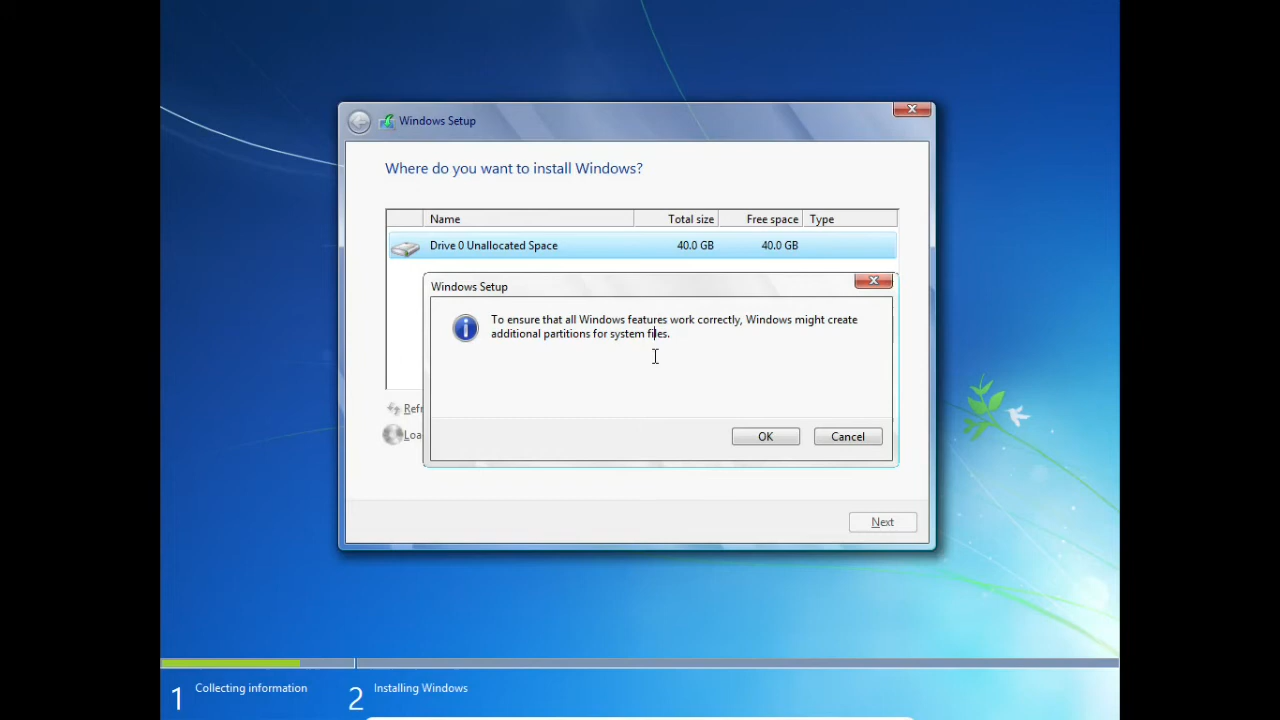 Windows Setup
Where do you want to install Windows?
Name Total size Free space Type
Drive 0 Unallocated Space 40.0 GB 40.0 GB
Windows Setup
To ensure that all Windows features work correctly, Windows might create
additional partitions for system files.
Refr
Loa
OK Cancel
Next
1 Collecting information 2 Installing Windows